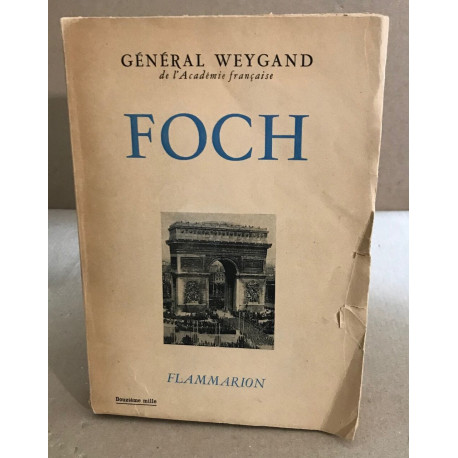 GÉNÉRAL WEYGAND
de l'Académie française
FOCH
FLAMMARION
Douzième mille